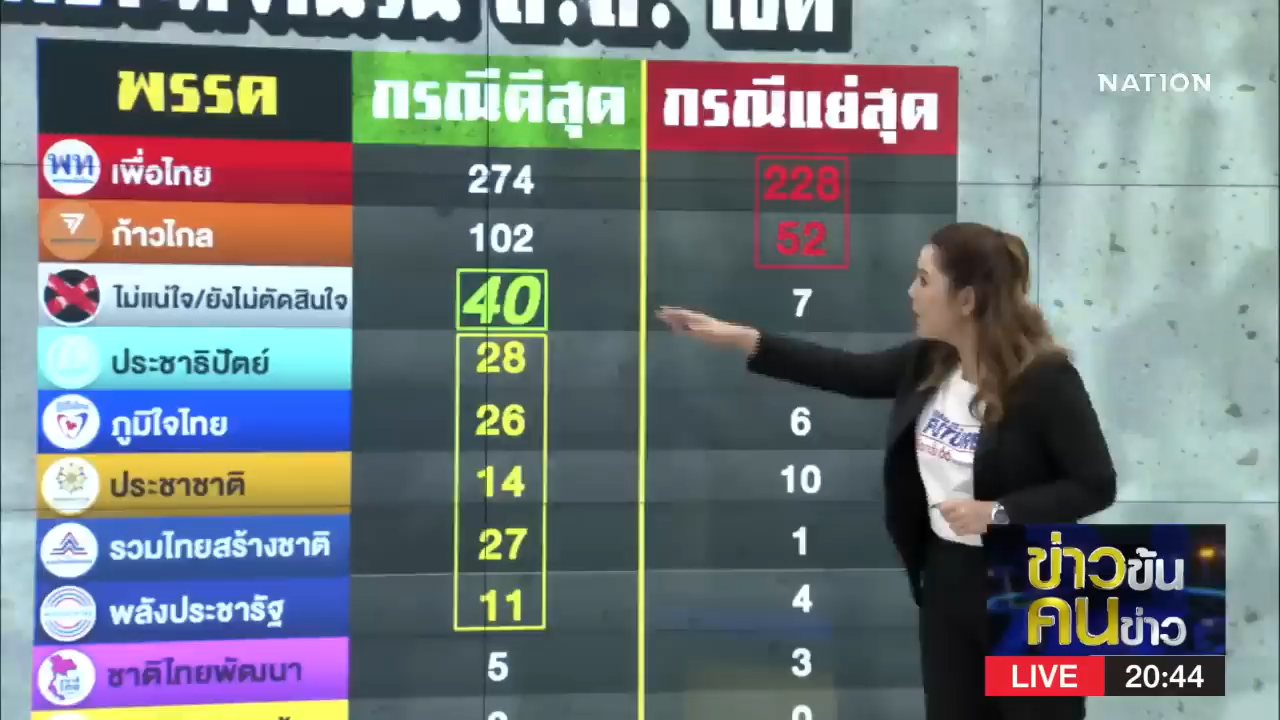 ส.ส. เขต
NATION
พรรค กรณีดีสุด กรณีแย่สุด
พท เพื่อไทย 274 228
ก้าวไกล 102 52
ไม่แน่ใจ/ยังไม่ตัดสินใจ 40 7
ประชาธิปัตย์ 28
ภูมิใจไทย 26 6
ประชาชาติ 14 10
รวมไทยสร้างชาติ 27 1
พลังประชารัฐ 11 4
ชาติไทยพัฒนา 5 3
ข่าวข้น
คนข่าว
LIVE 20:44